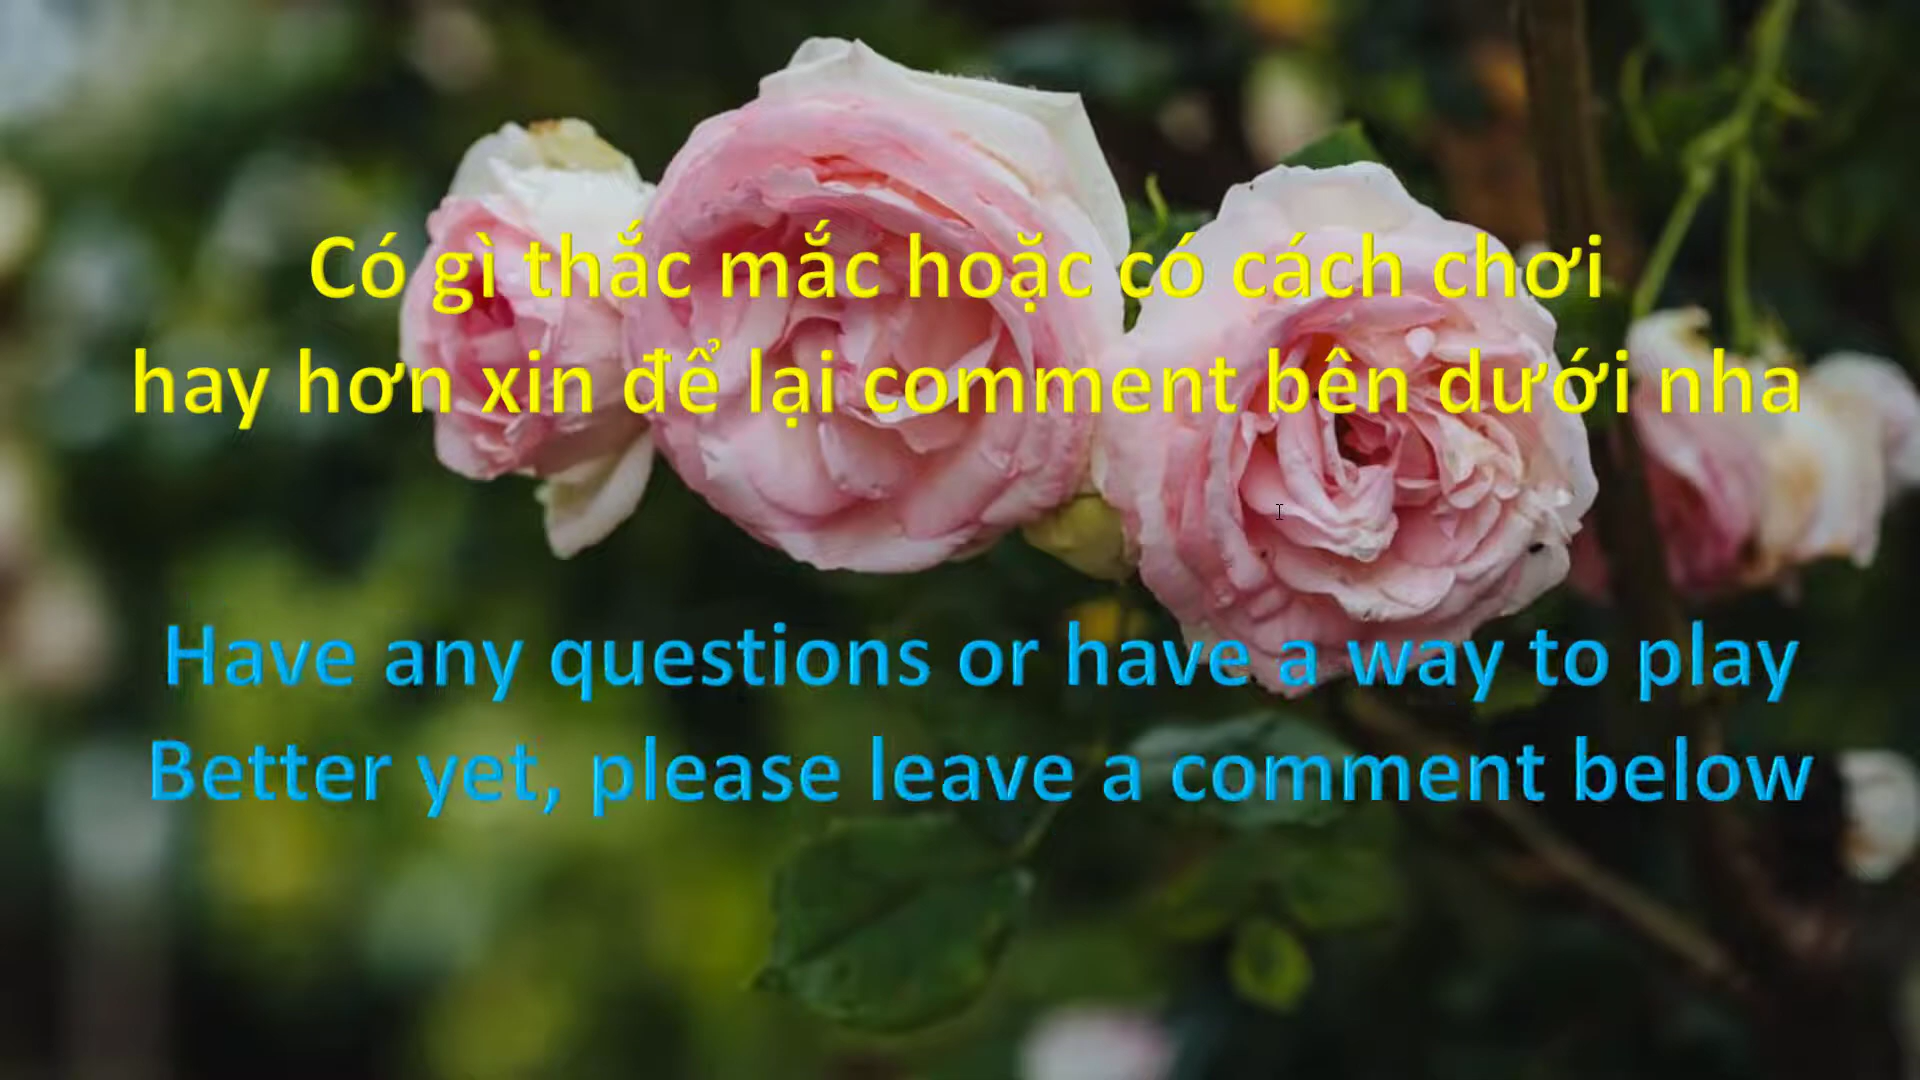 Có gì thắc mắc hoặc có cách chơi
hay hơn xin để lại comment bên dưới nha
Have any questions or have a way to play
Better yet, please leave a comment below